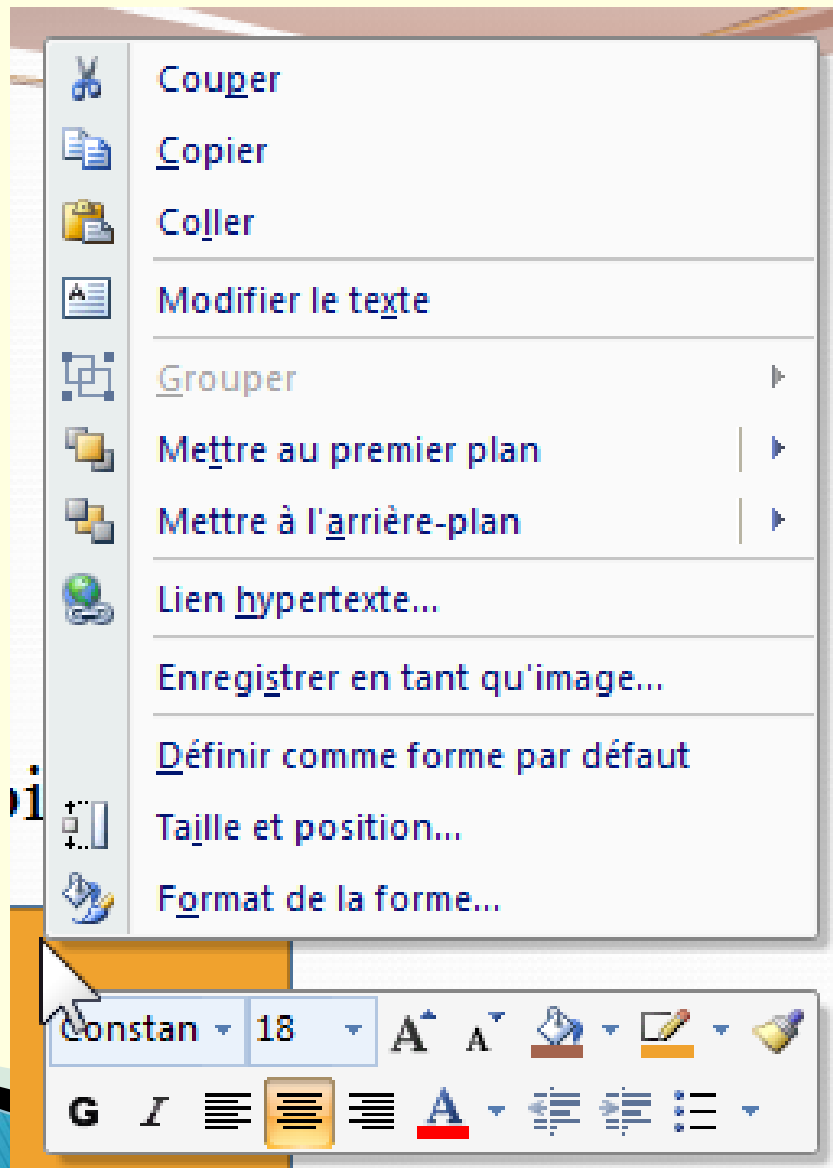 Couper
Copier
Coller
Modifier le texte
Grouper
Mettre au premier plan
Mettre à l'arrière-plan
Lien hypertexte...
Enregistrer en tant qu'image...
Définir comme forme par défaut
Taille et position...
Format de la forme...
Constan 18 A A
G I A